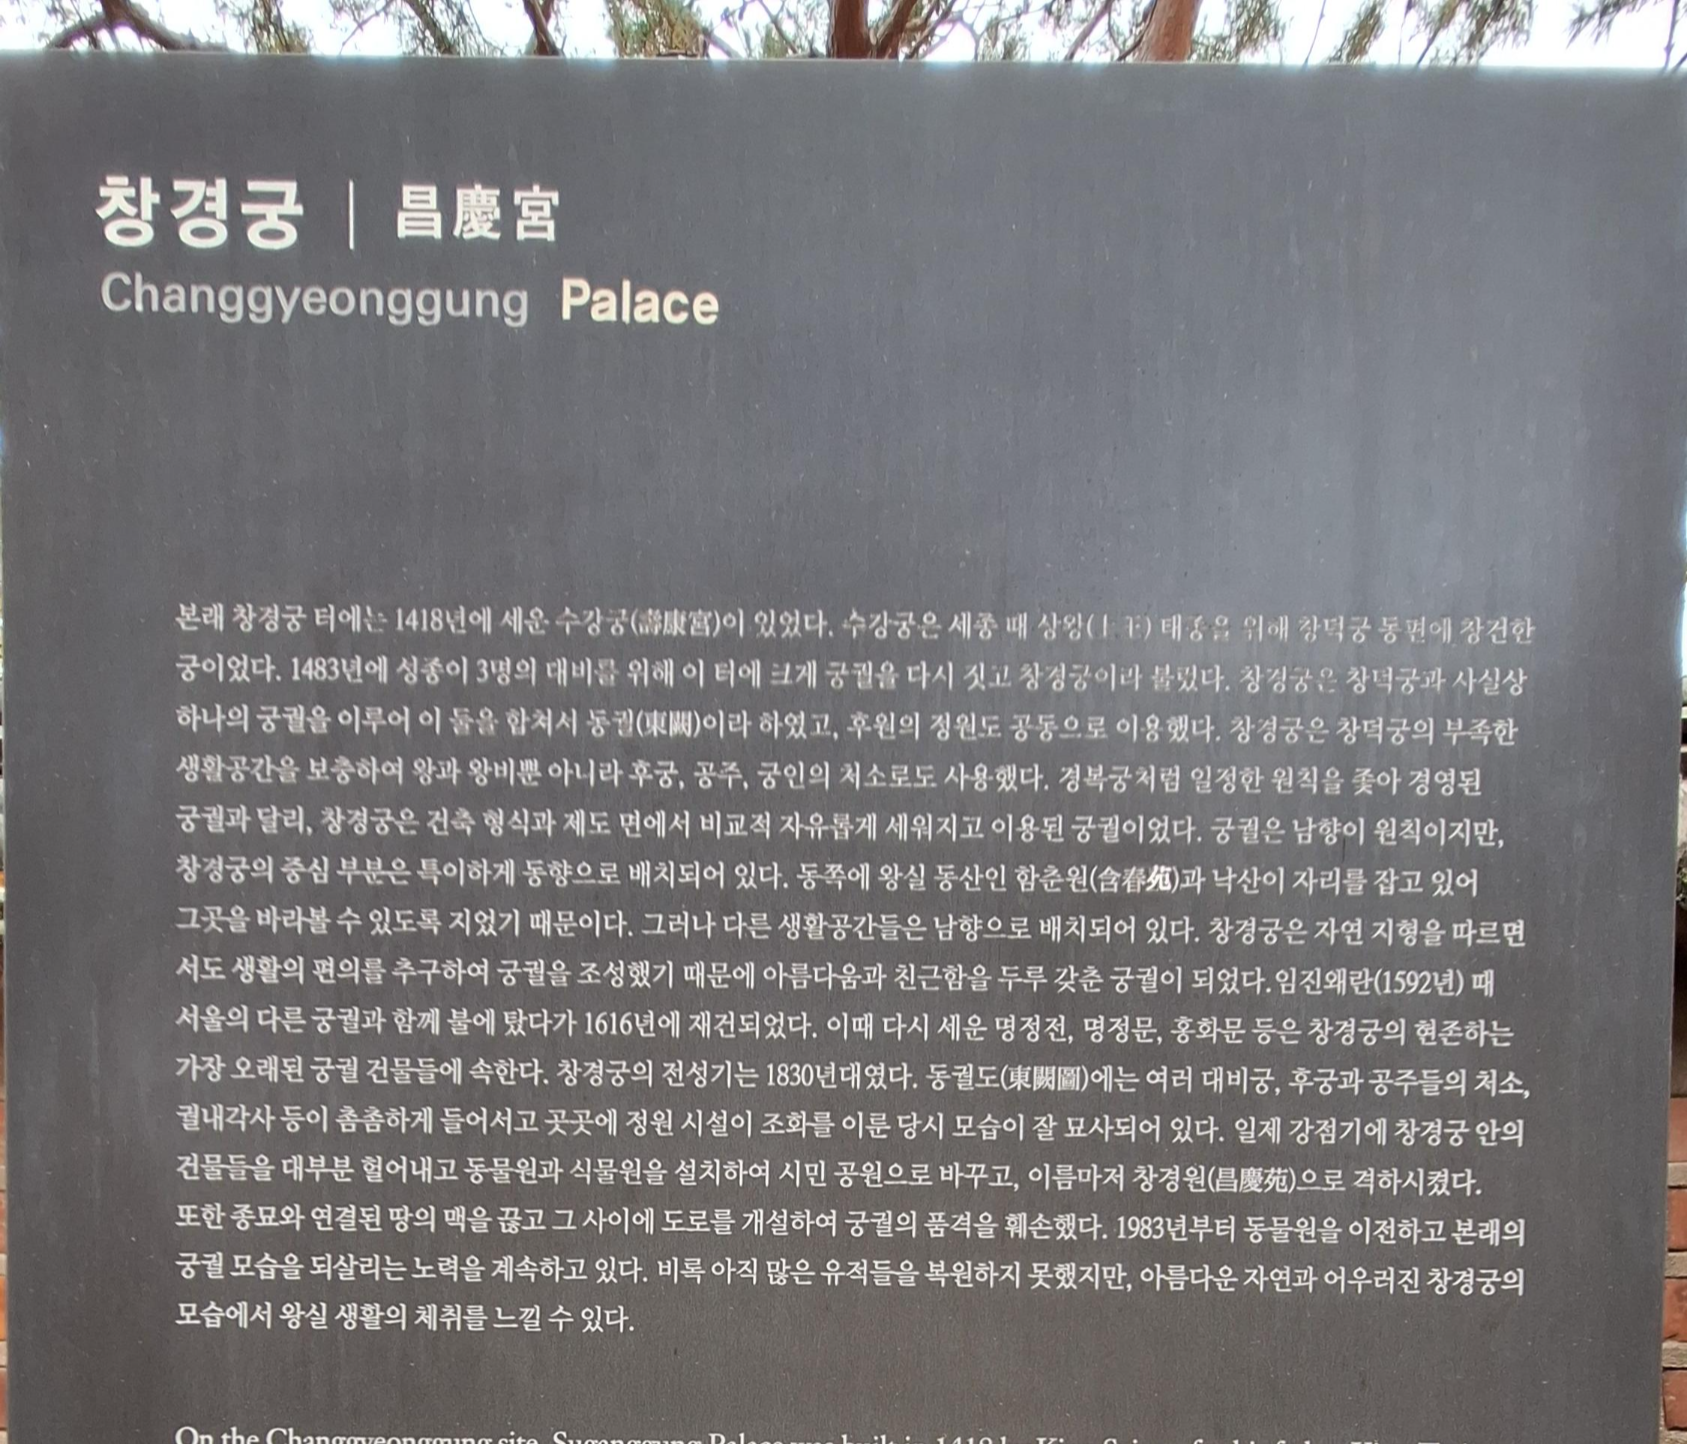 창경궁 | 昌慶宮
Changgyeonggung Palace
본래 창경궁 터에는 1418년에 세운 수강궁(壽康宮)이 있었다. 수강궁은 세종 때 상왕(上王) 태종을 위해 창덕궁 동편에 창건한
궁이었다. 1483년에 성종이 3명의 대비를 위해 이 터에 크게 궁궐을 다시 짓고 창경궁이라 불렀다. 창경궁은 창덕궁과 사실상
하나의 궁궐을 이루어 이 둘을 합쳐서 동궐(東闕)이라 하였고, 후원의 정원도 공동으로 이용했다. 창경궁은 창덕궁의 부족한
생활공간을 보충하여 왕과 왕비뿐 아니라 후궁, 공주, 궁인의 처소로도 사용했다. 경복궁처럼 일정한 원칙을 좇아 경영된
궁궐과 달리, 창경궁은 건축 형식과 제도 면에서 비교적 자유롭게 세워지고 이용된 궁궐이었다. 궁궐은 남향이 원칙이지만,
창경궁의 중심 부분은 특이하게 동향으로 배치되어 있다. 동쪽에 왕실 동산인 함춘원(含春苑)과 낙산이 자리를 잡고 있어
그곳을 바라볼 수 있도록 지었기 때문이다. 그러나 다른 생활공간들은 남향으로 배치되어 있다. 창경궁은 자연 지형을 따르면
서도 생활의 편의를 추구하여 궁궐을 조성했기 때문에 아름다움과 친근함을 두루 갖춘 궁궐이 되었다. 임진왜란(1592년) 때
서울의 다른 궁궐과 함께 불에 탔다가 1616년에 재건되었다. 이때 다시 세운 명정전, 명정문, 홍화문 등은 창경궁의 현존하는
가장 오래된 궁궐 건물들에 속한다. 창경궁의 전성기는 1830년대였다. 동궐도(東闕圖)에는 여러 대비궁, 후궁과 공주들의 처소,
궐내각사 등이 촘촘하게 들어서고 곳곳에 정원 시설이 조화를 이룬 당시 모습이 잘 묘사되어 있다. 일제 강점기에 창경궁 안의
건물들을 대부분 헐어내고 동물원과 식물원을 설치하여 시민 공원으로 바꾸고, 이름마저 창경원(昌慶苑)으로 격하시켰다.
또한 종묘와 연결된 땅의 맥을 끊고 그 사이에 도로를 개설하여 궁궐의 품격을 훼손했다. 1983년부터 동물원을 이전하고 본래의
궁궐 모습을 되살리는 노력을 계속하고 있다. 비록 아직 많은 유적들을 복원하지 못했지만, 아름다운 자연과 어우러진 창경궁의
모습에서 왕실 생활의 체취를 느낄 수 있다.
On the Changgyeonggung site, Suganggung Palace was built in 1418 by King